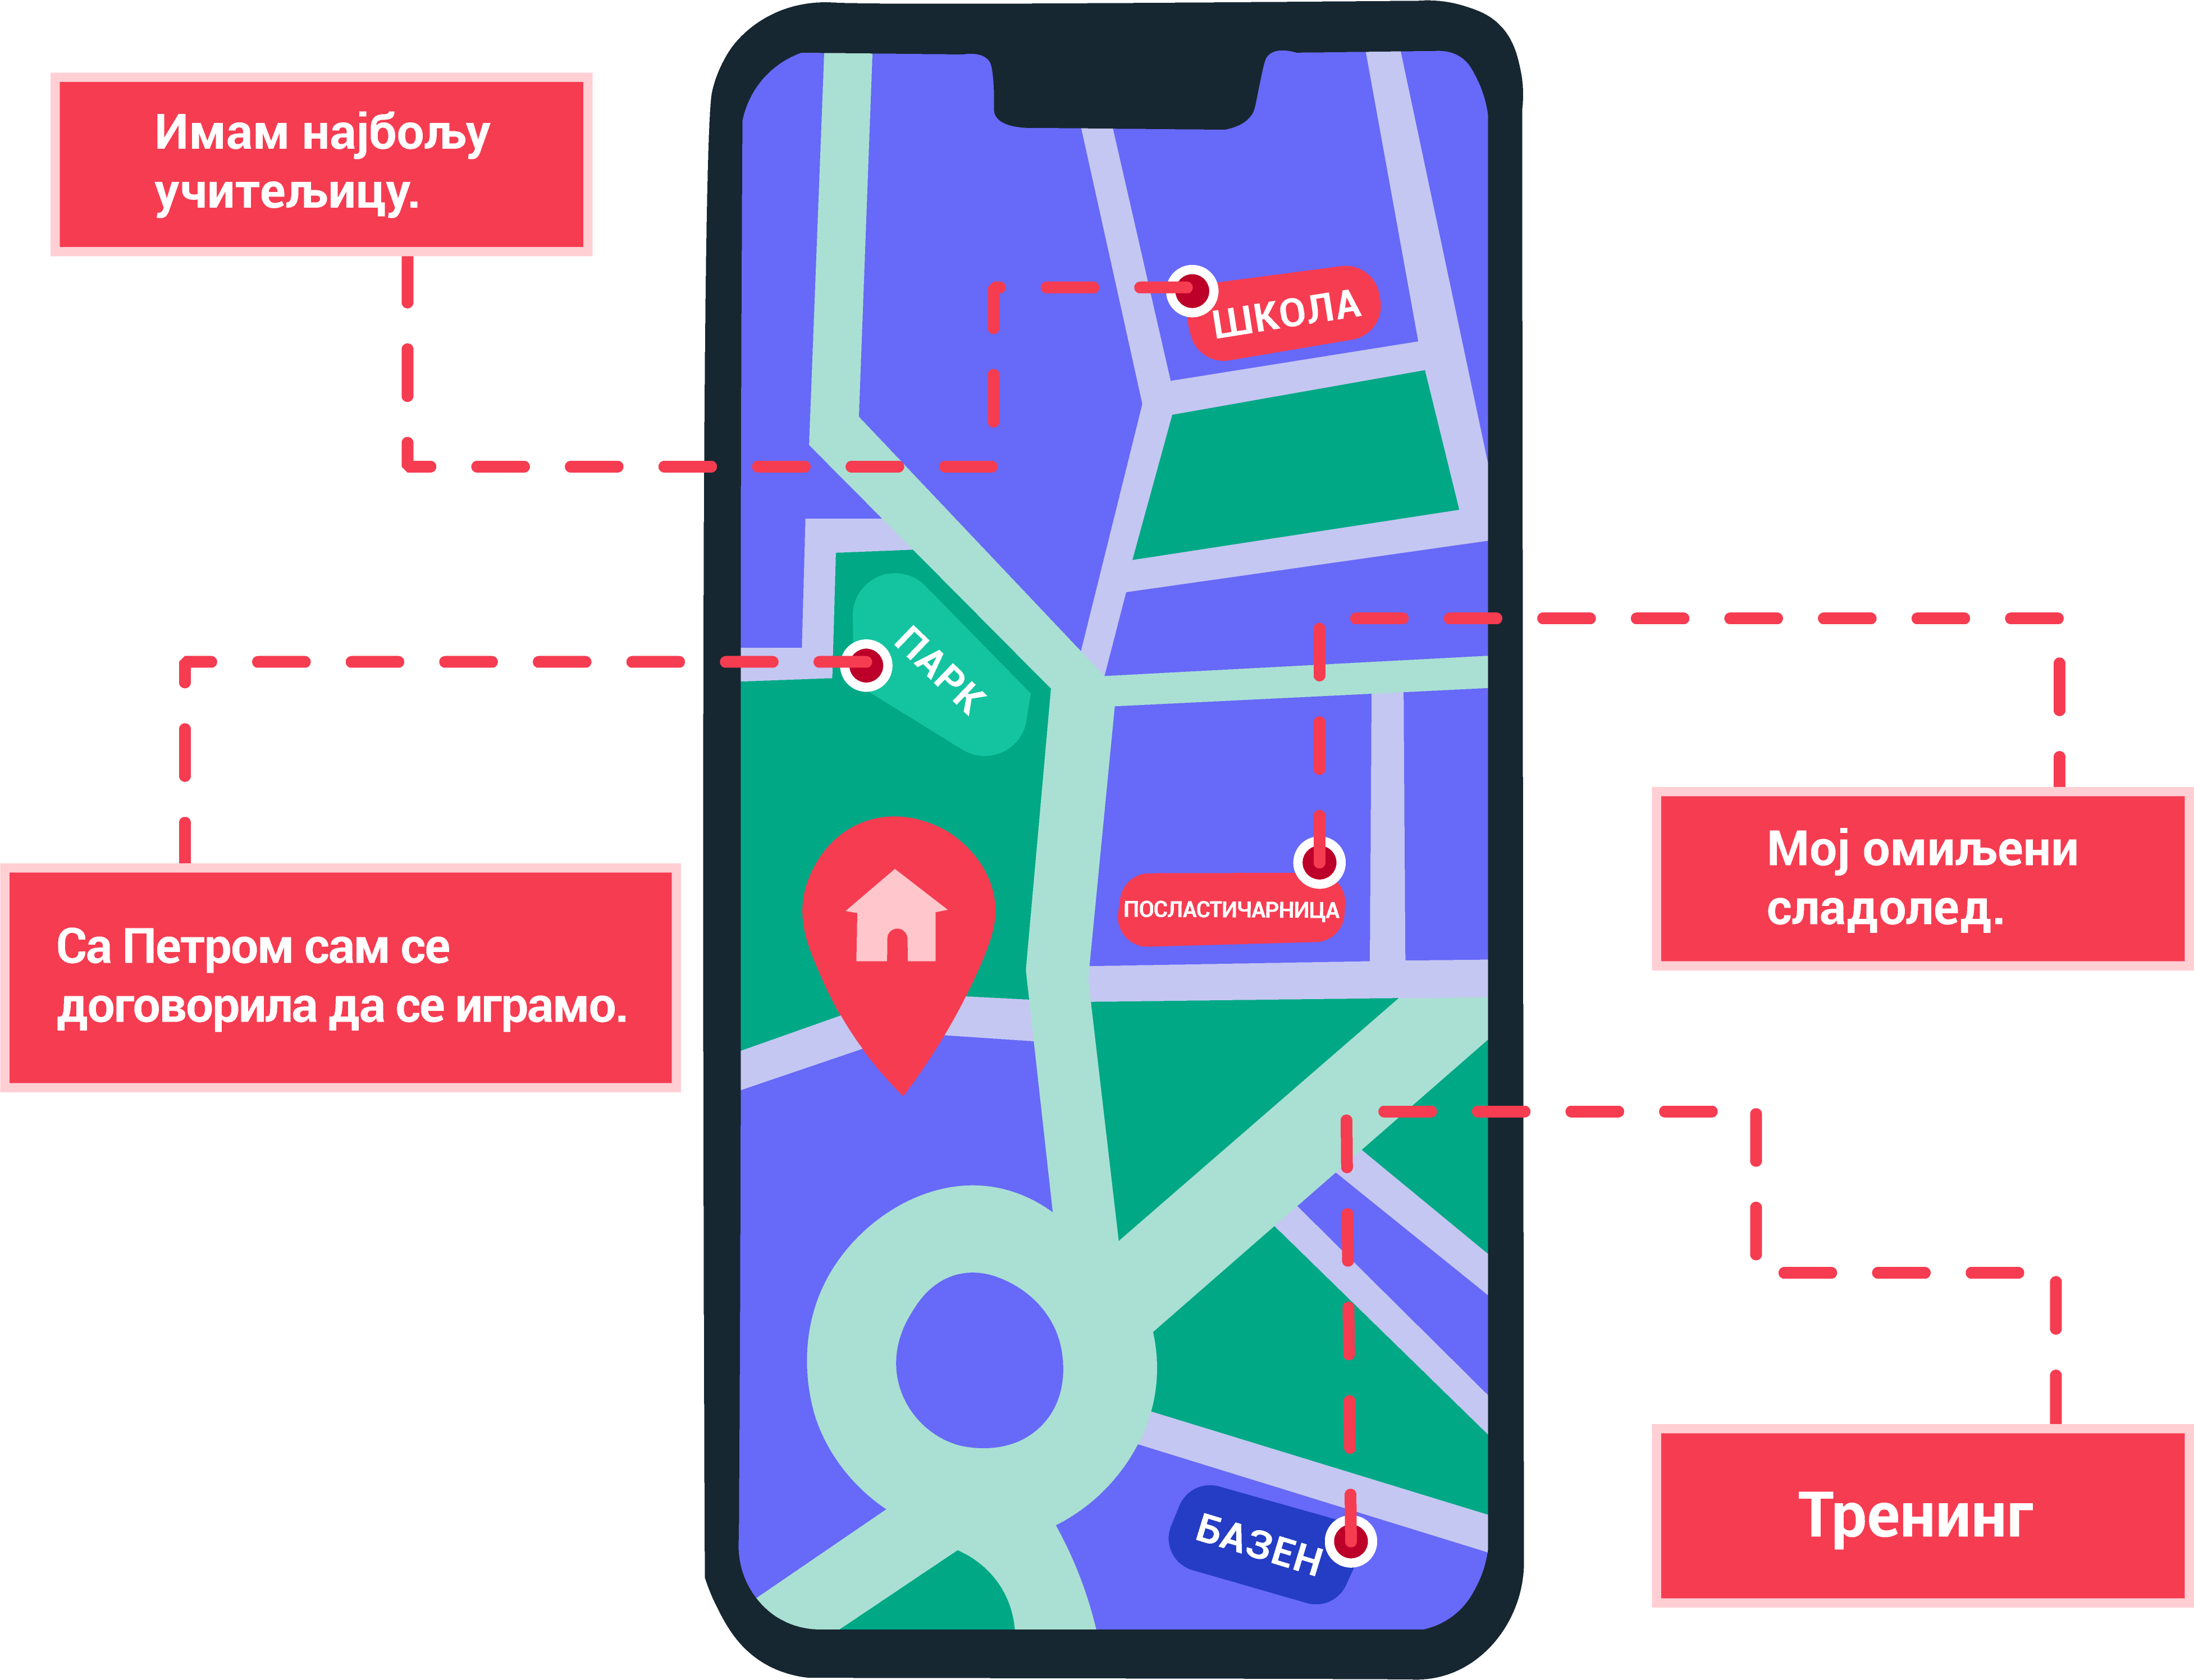 Имам најбољу
учитељицу.
ШКОЛА
ПАРК
Мој омиљени
сладолед.
ПОСЛАСТИЧАРНИЦА
Са Петром сам се
договорила да се играмо.
Тренинг
БАЗЕН